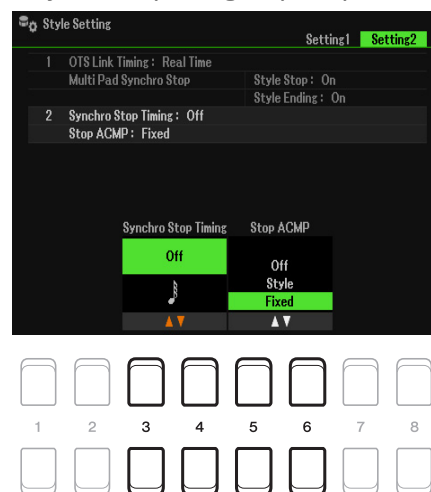 Style Setting
Setting1 Setting2
1 OTS Link Timing : Real Time
Multi Pad Synchro Stop Style Stop : On
Style Ending : On
2 Synchro Stop Timing : Off
Stop ACMP : Fixed
Synchro Stop Timing Stop ACMP
Off
Off
Style
Fixed
1 2 3 4 5 6 7 8